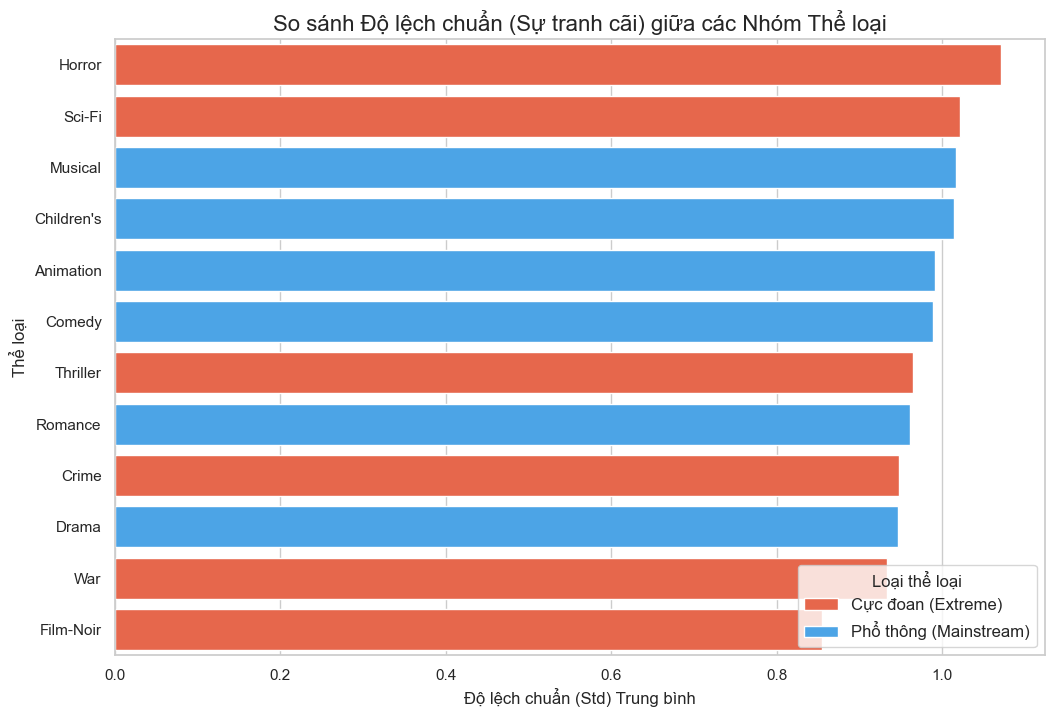 So sánh Độ lệch chuẩn (Sự tranh cãi) giữa các Nhóm Thể loại
Thể loại
Horror
Sci-Fi
Musical
Children's
Animation
Comedy
Thriller
Romance
Crime
Drama
War
Film-Noir
Loại thể loại
Cực đoan (Extreme)
Phổ thông (Mainstream)
0.0 0.2 0.4 0.6 0.8 1.0
Độ lệch chuẩn (Std) Trung bình